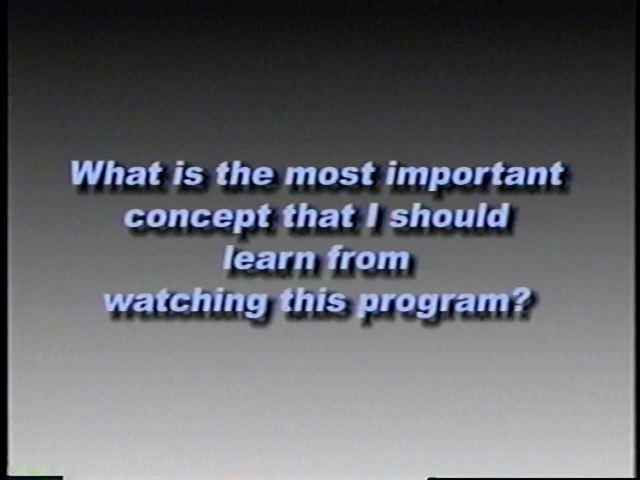 What is the most important
concept that I should
learn from
watching this program?